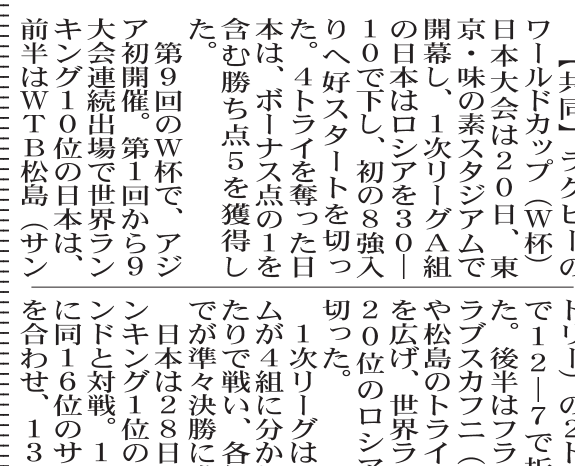 【共同】ラグビーの
ワールドカップ（Ｗ杯）
日本大会は２０日、東
京・味の素スタジアムで
開幕し、１次リーグＡ組
の日本はロシアを３０―
１０で下し、初の８強入
りへ好スタートを切っ
た。４トライを奪った日
本は、ボーナス点の１を
含む勝ち点５を獲得し
た。
第９回のＷ杯で、アジ
ア初開催。第１回から９
大会連続出場で世界ラン
キング１０位の日本は、
前半はＷＴＢ松島（サン
トリー）の２ト
で１２―７で折
た。後半はフラ
ラブスカフニ（
や松島のトライ
を広げ、世界ラ
２０位のロシア
切った。
１次リーグは
ムが４組に分か
たりで戦い、各
でが準々決勝に
日本は２８日
ンキング１位の
ンドと対戦。１
に同１６位のサ
を合わせ、１３